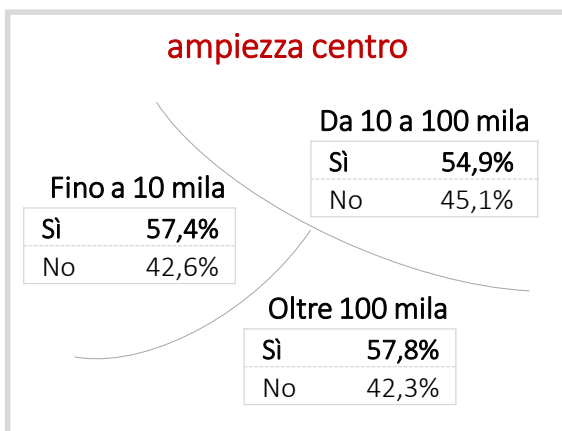 ampiezza centro
Da 10 a 100 mila
Sì 54,9%
No 45,1%
Fino a 10 mila
Sì 57,4%
No 42,6%
Oltre 100 mila
Sì 57,8%
No 42,3%